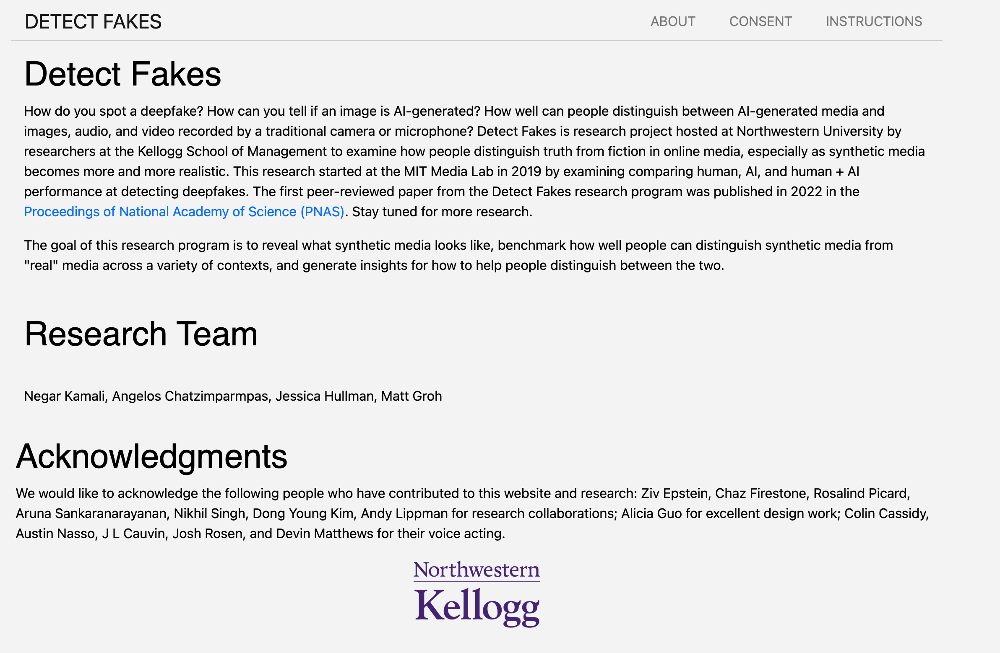 DETECT FAKES
ABOUT CONSENT INSTRUCTIONS
Detect Fakes
How do you spot a deepfake? How can you tell if an image is AI-generated? How well can people distinguish between AI-generated media and
images, audio, and video recorded by a traditional camera or microphone? Detect Fakes is research project hosted at Northwestern University by
researchers at the Kellogg School of Management to examine how people distinguish truth from fiction in online media, especially as synthetic media
becomes more and more realistic. This research started at the MIT Media Lab in 2019 by examining comparing human, AI, and human + AI
performance at detecting deepfakes. The first peer-reviewed paper from the Detect Fakes research program was published in 2022 in the
Proceedings of National Academy of Science (PNAS). Stay tuned for more research.
The goal of this research program is to reveal what synthetic media looks like, benchmark how well people can distinguish synthetic media from
"real" media across a variety of contexts, and generate insights for how to help people distinguish between the two.
Research Team
Negar Kamali, Angelos Chatzimparmpas, Jessica Hullman, Matt Groh
Acknowledgments
We would like to acknowledge the following people who have contributed to this website and research: Ziv Epstein, Chaz Firestone, Rosalind Picard,
Aruna Sankaranarayanan, Nikhil Singh, Dong Young Kim, Andy Lippman for research collaborations; Alicia Guo for excellent design work; Colin Cassidy,
Austin Nasso, J L Cauvin, Josh Rosen, and Devin Matthews for their voice acting.
Northwestern
Kellogg